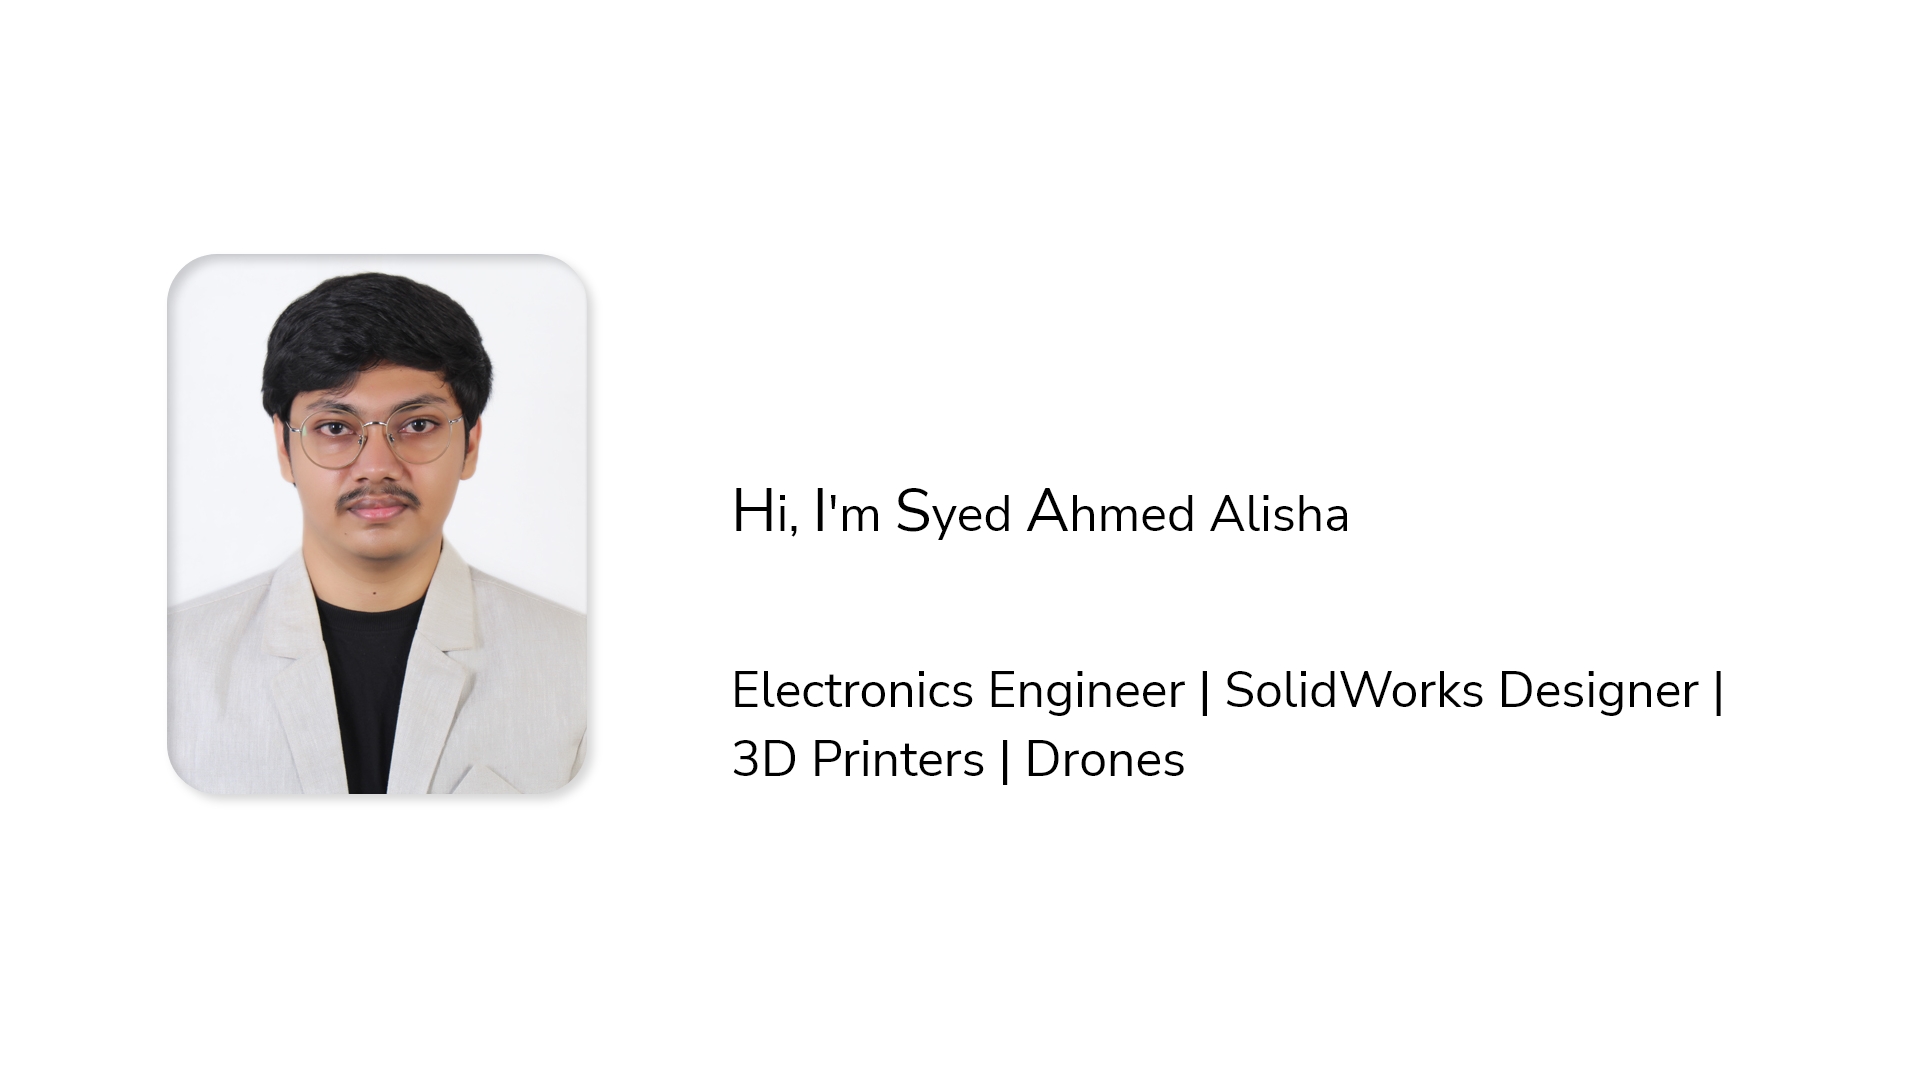 Hi, I'm Syed Ahmed Alisha
Electronics Engineer | SolidWorks Designer |
3D Printers | Drones